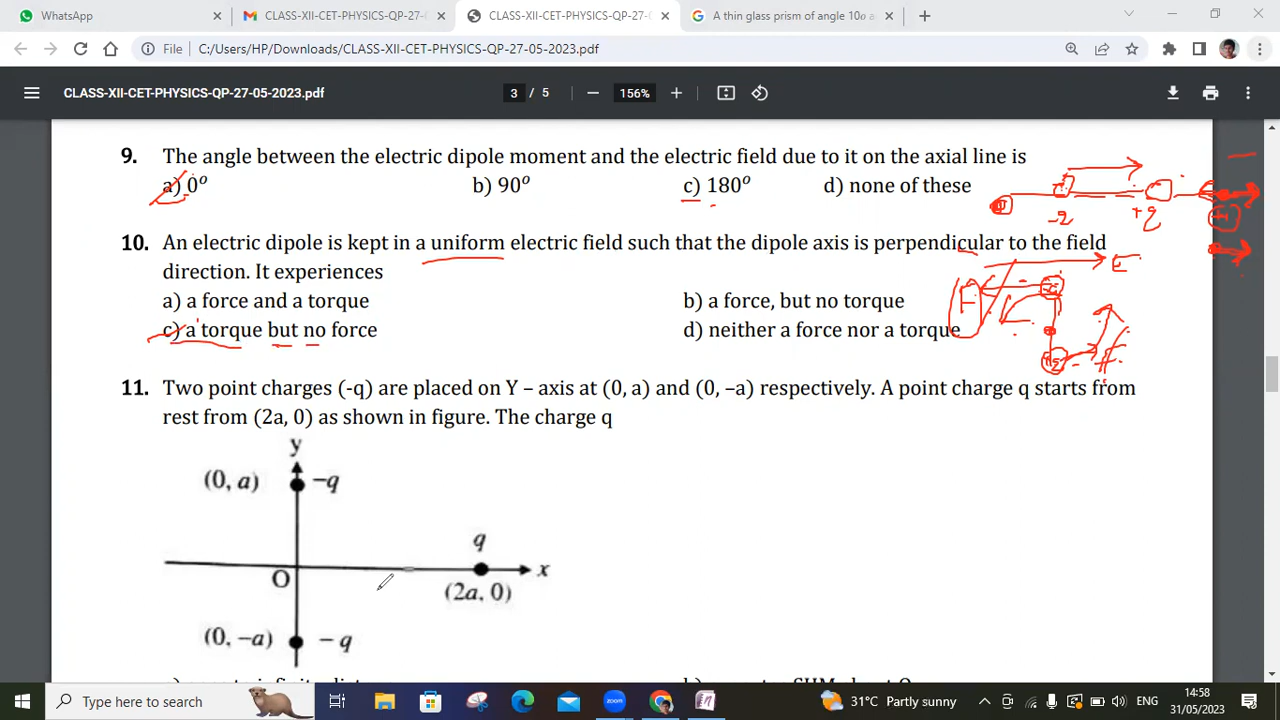 WhatsApp
CLASS-XII-CET-PHYSICS-QP-27-05-
CLASS-XII-CET-PHYSICS-QP-27-05-2
A thin glass prism of angle 10o a
File C:/Users/HP/Downloads/CLASS-XII-CET-PHYSICS-QP-27-05-2023.pdf
CLASS-XII-CET-PHYSICS-QP-27-05-2023.pdf 3 / 5 156%
9. The angle between the electric dipole moment and the electric field due to it on the axial line is
a) 0° b) 90° c) 180° d) none of these
-q +q
10. An electric dipole is kept in a uniform electric field such that the dipole axis is perpendicular to the field
direction. It experiences
E
a) a force and a torque b) a force, but no torque
c) a torque but no force d) neither a force nor a torque
11. Two point charges (-q) are placed on Y – axis at (0, a) and (0, –a) respectively. A point charge q starts from
rest from (2a, 0) as shown in figure. The charge q
y
(0, a) –q
q
O x
(2a, 0)
(0, –a) – q
Type here to search
31°C Partly sunny
ENG
14:58
31/05/2023